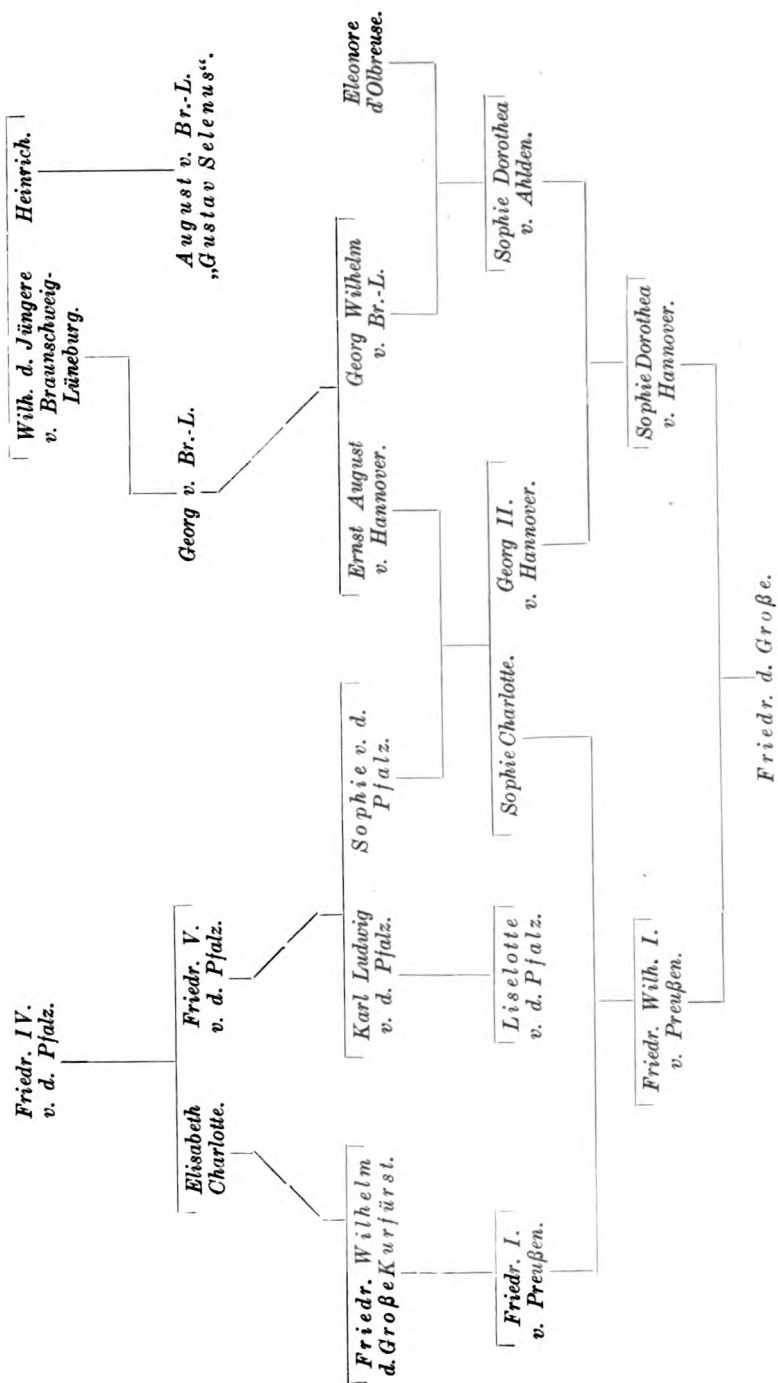 Friedr. IV.
v. d. Pfalz.
Wilh. d. Jüngere
v. Braunschweig-
Lüneburg.
Heinrich.
Elisabeth
Charlotte.
Friedr. V.
v. d. Pfalz.
Georg v. Br.-L.
August v. Br.-L.
„Gustav Selenus“.
Friedr. Wilhelm
d. Große Kurfürst.
Karl Ludwig
v. d. Pfalz.
Sophie v. d.
Pfalz.
Ernst August
v. Hannover.
Georg Wilhelm
v. Br.-L.
Eleonore
d'Olbreuse.
Friedr. I.
v. Preußen.
Liselotte
v. d. Pfalz.
Sophie Charlotte.
Georg II.
v. Hannover.
Sophie Dorothea
v. Ahlden.
Friedr. Wilh. I.
v. Preußen.
Sophie Dorothea
v. Hannover.
Friedr. d. Große.